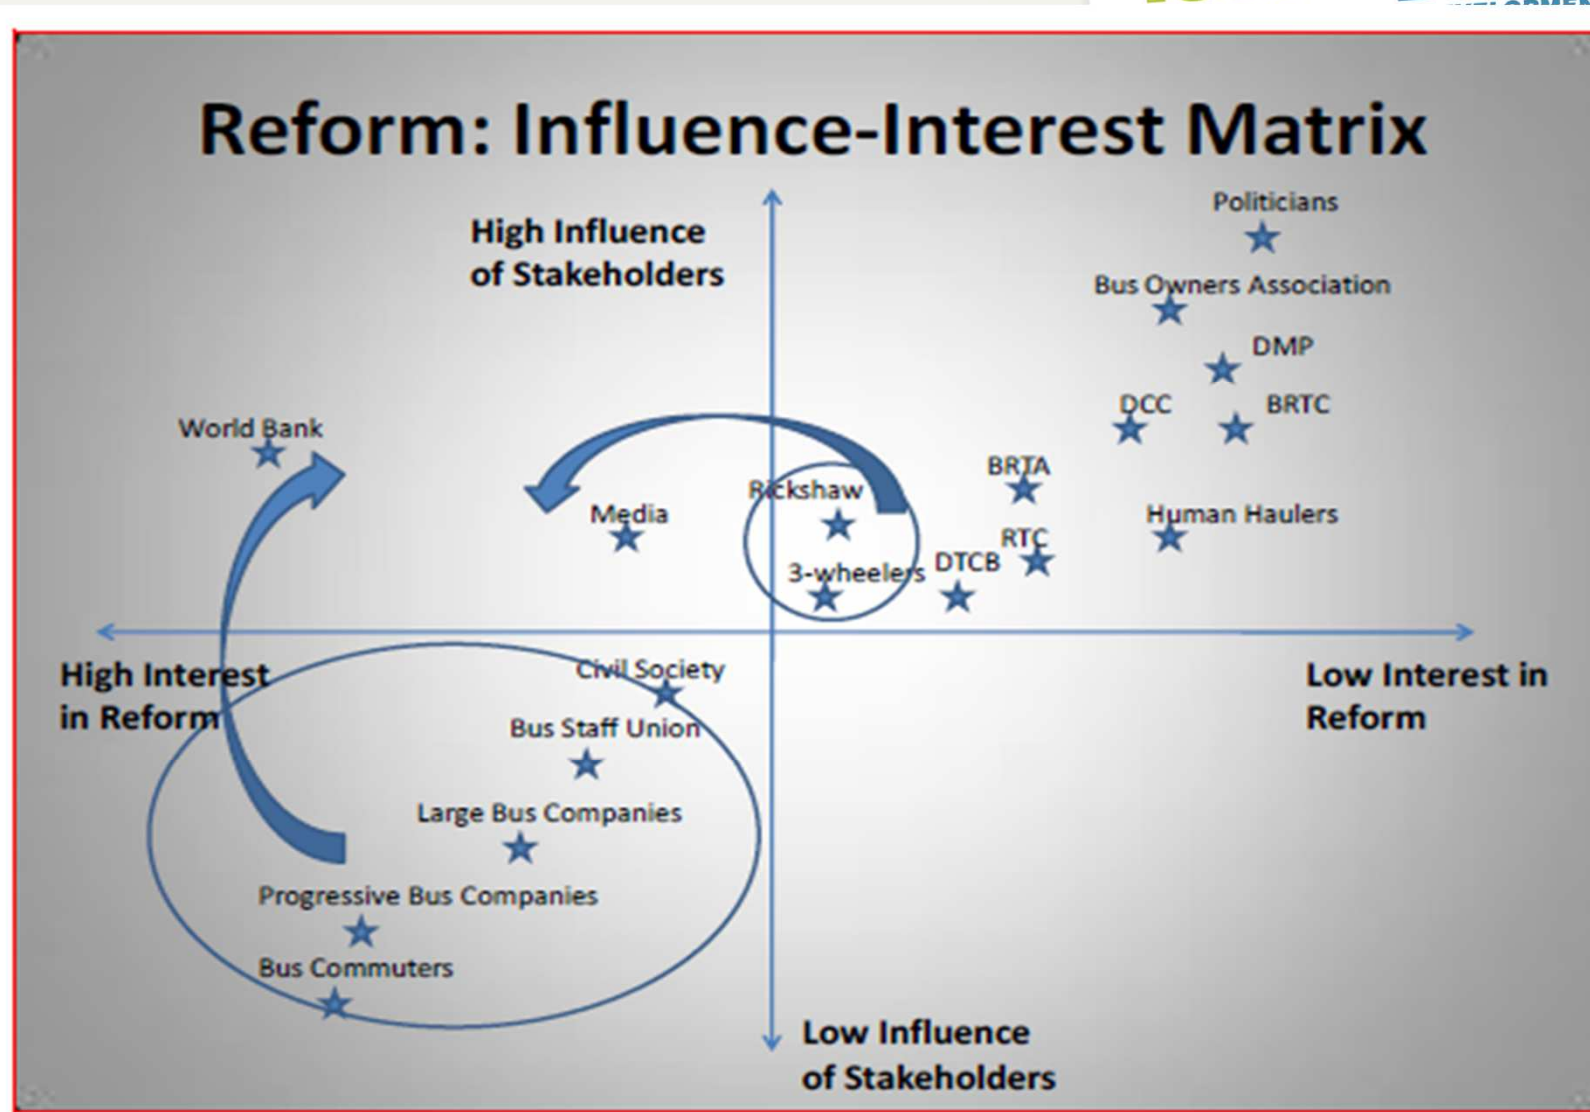 Reform: Influence-Interest Matrix
High Influence
of Stakeholders
Politicians
Bus Owners Association
DMP
DCC
BRTC
World Bank
BRTA
Rickshaw
Media
Human Haulers
RTC
DTCB
3-wheelers
High Interest
in Reform
Low Interest in
Reform
Civil Society
Bus Staff Union
Large Bus Companies
Progressive Bus Companies
Bus Commuters
Low Influence
of Stakeholders